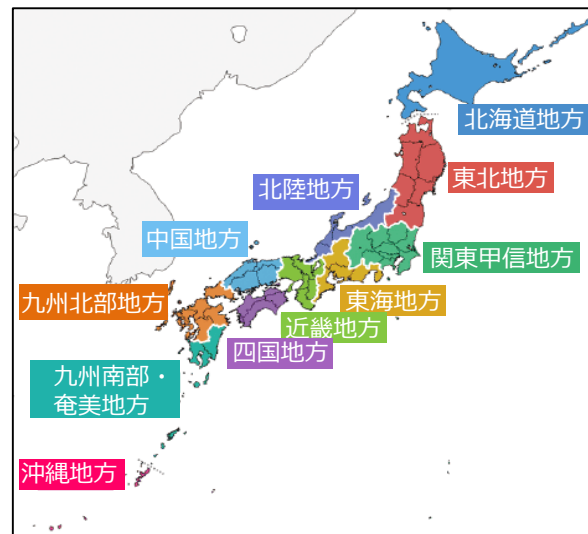 北海道地方
東北地方
北陸地方
中国地方
関東甲信地方
九州北部地方
東海地方
近畿地方
四国地方
九州南部・
奄美地方
沖縄地方